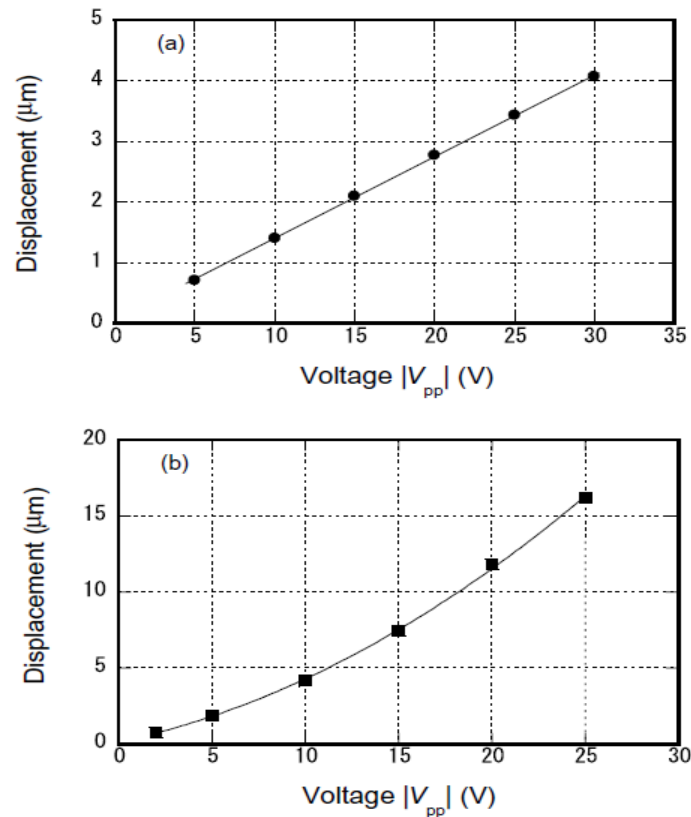 (a)
Displacement (μm)
5
4
3
2
1
0
0 5 10 15 20 25 30 35
Voltage |Vpp| (V)
(b)
Displacement (μm)
20
15
10
5
0
0 5 10 15 20 25 30
Voltage |Vpp| (V)